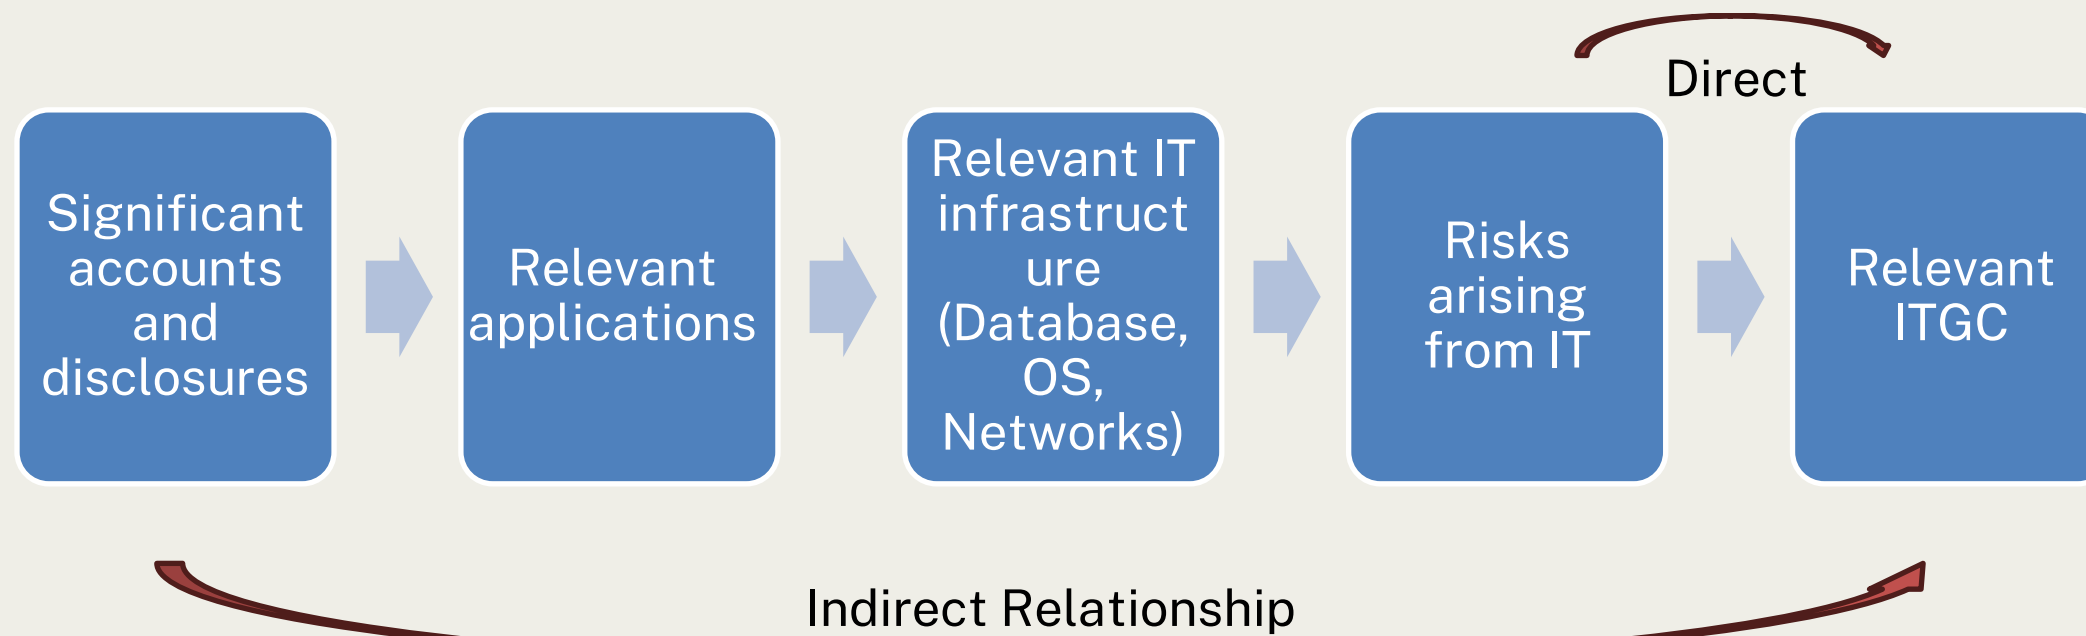 Direct
Significant
accounts
and
disclosures
Relevant
applications
Relevant IT
infrastruct
ure
(Database,
OS,
Networks)
Risks
arising
from IT
Relevant
ITGC
Indirect Relationship